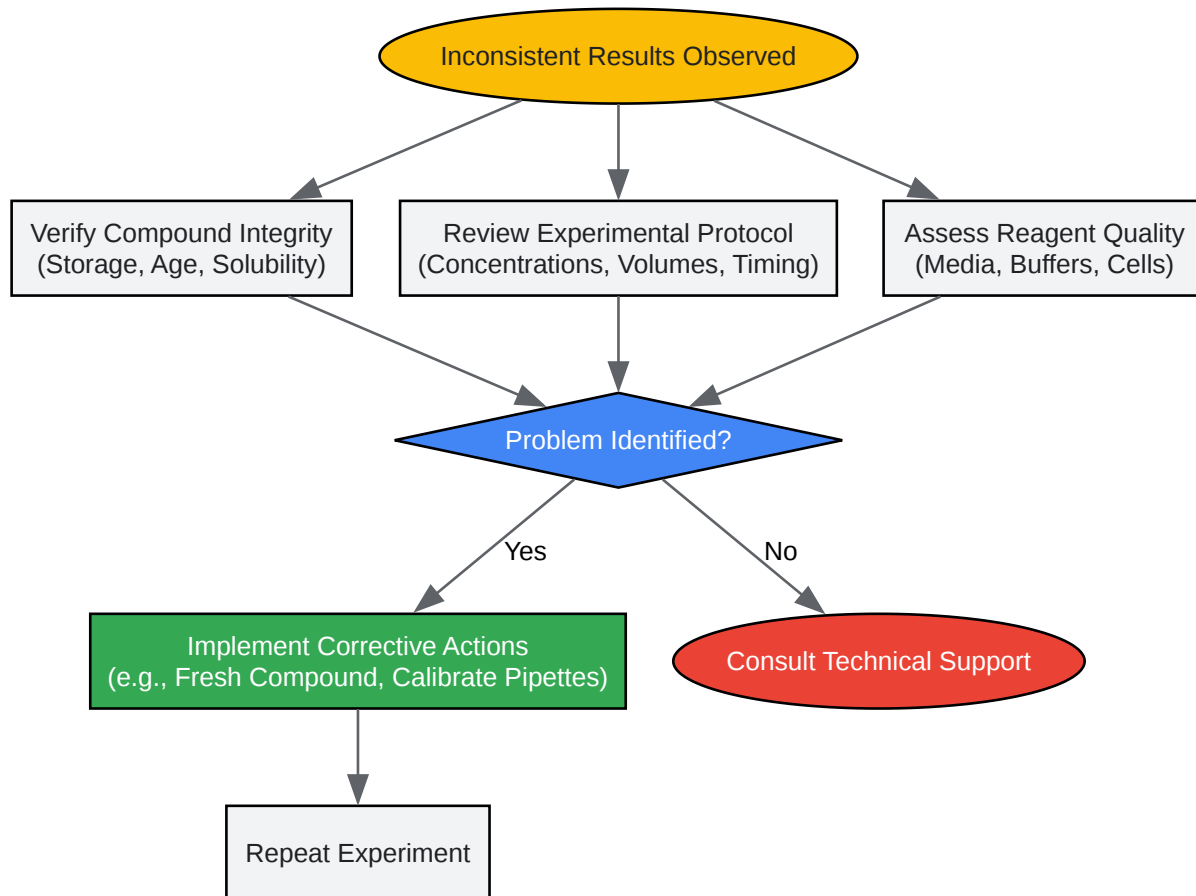 Inconsistent Results Observed
Verify Compound Integrity
(Storage, Age, Solubility)
Review Experimental Protocol
(Concentrations, Volumes, Timing)
Assess Reagent Quality
(Media, Buffers, Cells)
Problem Identified?
Yes
No
Implement Corrective Actions
(e.g., Fresh Compound, Calibrate Pipettes)
Consult Technical Support
Repeat Experiment